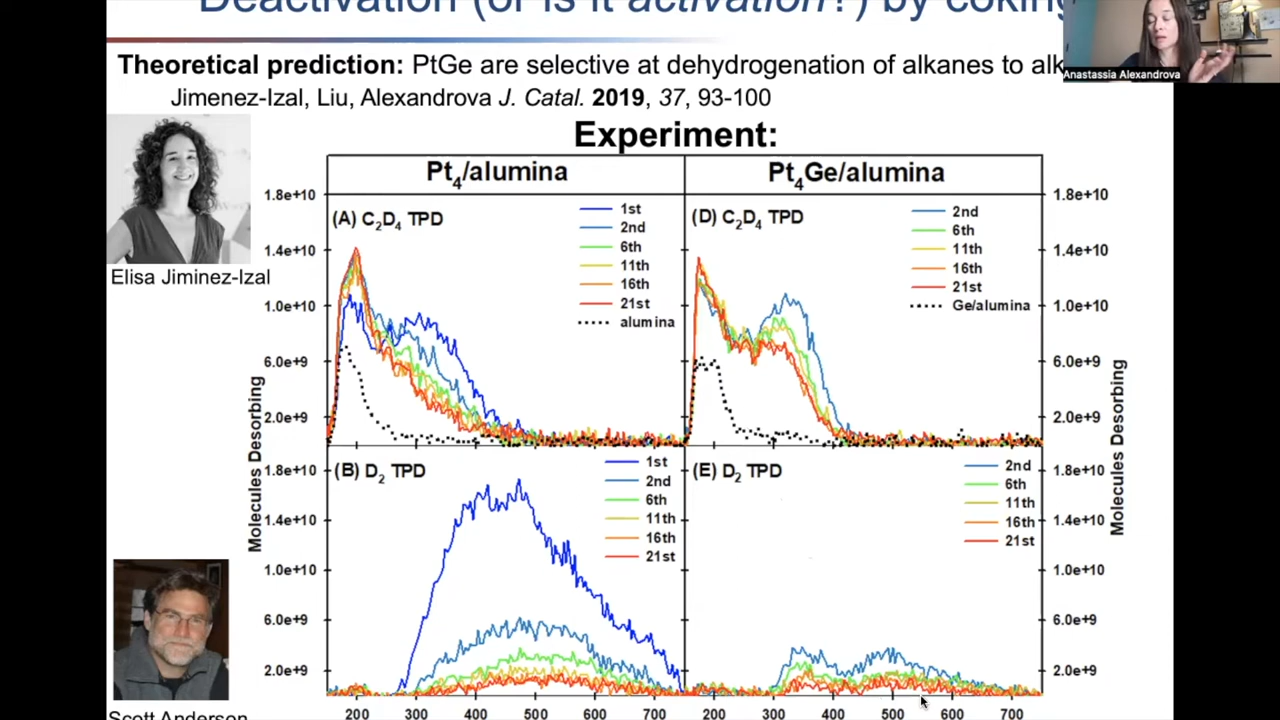 Deactivation (or is it activation?) by coking
Anastassia Alexandrova
Theoretical prediction: PtGe are selective at dehydrogenation of alkanes to alk
Jimenez-Izal, Liu, Alexandrova J. Catal. 2019, 37, 93-100
Experiment:
Pt4/alumina
Pt4Ge/alumina
Elisa Jiminez-Izal
Scott Anderson
Molecules Desorbing
1.8e+10
1.4e+10
1.0e+10
6.0e+9
2.0e+9
(A) C2D4 TPD
1st
2nd
6th
11th
16th
21st
alumina
(D) C2D4 TPD
2nd
6th
11th
16th
21st
Ge/alumina
1.8e+10
1.4e+10
1.0e+10
6.0e+9
2.0e+9
1.8e+10
1.4e+10
1.0e+10
6.0e+9
2.0e+9
(B) D2 TPD
1st
2nd
6th
11th
16th
21st
(E) D2 TPD
2nd
6th
11th
16th
21st
1.8e+10
1.4e+10
1.0e+10
6.0e+9
2.0e+9
Molecules Desorbing
200 300 400 500 600 700 200 300 400 500 600 700